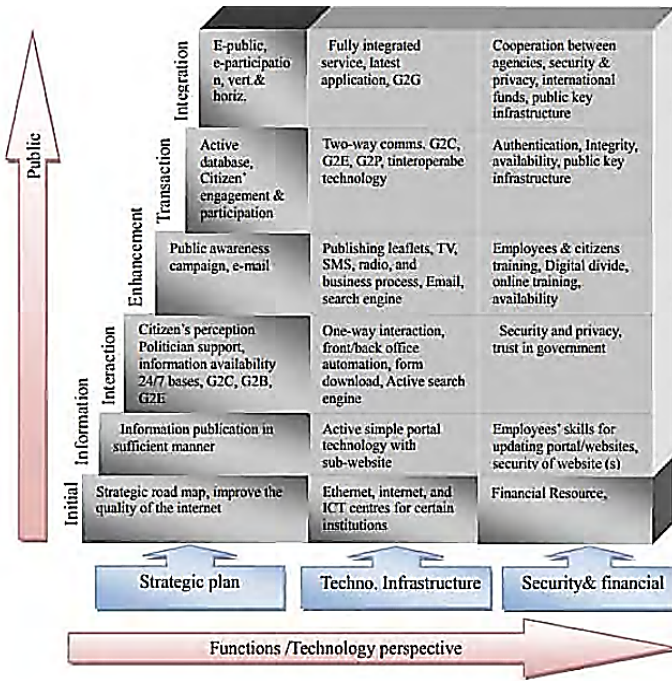 Public
Integration
E-public,
e-participatio
n, vert &
horiz.
Fully integrated
service, latest
application, G2G
Cooperation between
agencies, security &
privacy, international
funds, public key
infrastructure
Transaction
Active
database,
Citizen'
engagement &
participation
Two-way comms. G2C,
G2E, G2P, tinteroperabe
technology
Authentication, Integrity,
availability, public key
infrastructure
Enhancement
Public awareness
campaign, e-mail
Publishing leaflets, TV,
SMS, radio, and
business process, Email,
search engine
Employees & citizens
training, Digital divide,
online training,
availability
Interaction
Citizen's perception
Politician support,
information availability
24/7 bases, G2C, G2B,
G2E
One-way interaction,
front/back office
automation, form
download, Active search
engine
Security and privacy,
trust in government
Information
Information publication in
sufficient manner
Active simple portal
technology with
sub-website
Employees' skills for
updating portal/websites,
security of website (s)
Initial
Strategic road map, improve the
quality of the internet
Ethernet, internet, and
ICT centres for certain
institutions
Financial Resource,
Strategic plan
Techno. Infrastructure
Security& financial
Functions /Technology perspective